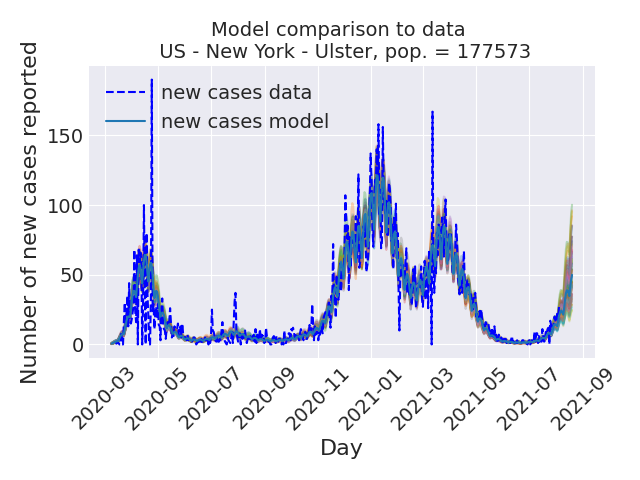 Model comparison to data
US - New York - Ulster, pop. = 177573
Number of new cases reported
new cases data
new cases model
150
100
50
0
2020-03
2020-05
2020-07
2020-09
2020-11
2021-01
2021-03
2021-05
2021-07
2021-09
Day